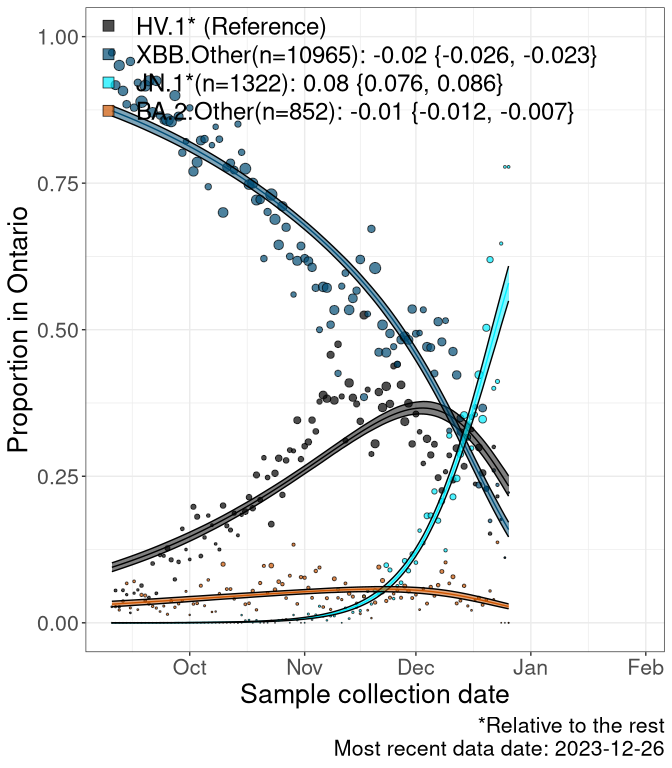 HV.1* (Reference)
XBB.Other(n=10965): -0.02 {-0.026, -0.023}
JN.1*(n=1322): 0.08 {0.076, 0.086}
BA.2.Other(n=852): -0.01 {-0.012, -0.007}
1.00
0.75
0.50
0.25
0.00
Proportion in Ontario
Oct Nov Dec Jan Feb
Sample collection date
*Relative to the rest
Most recent data date: 2023-12-26